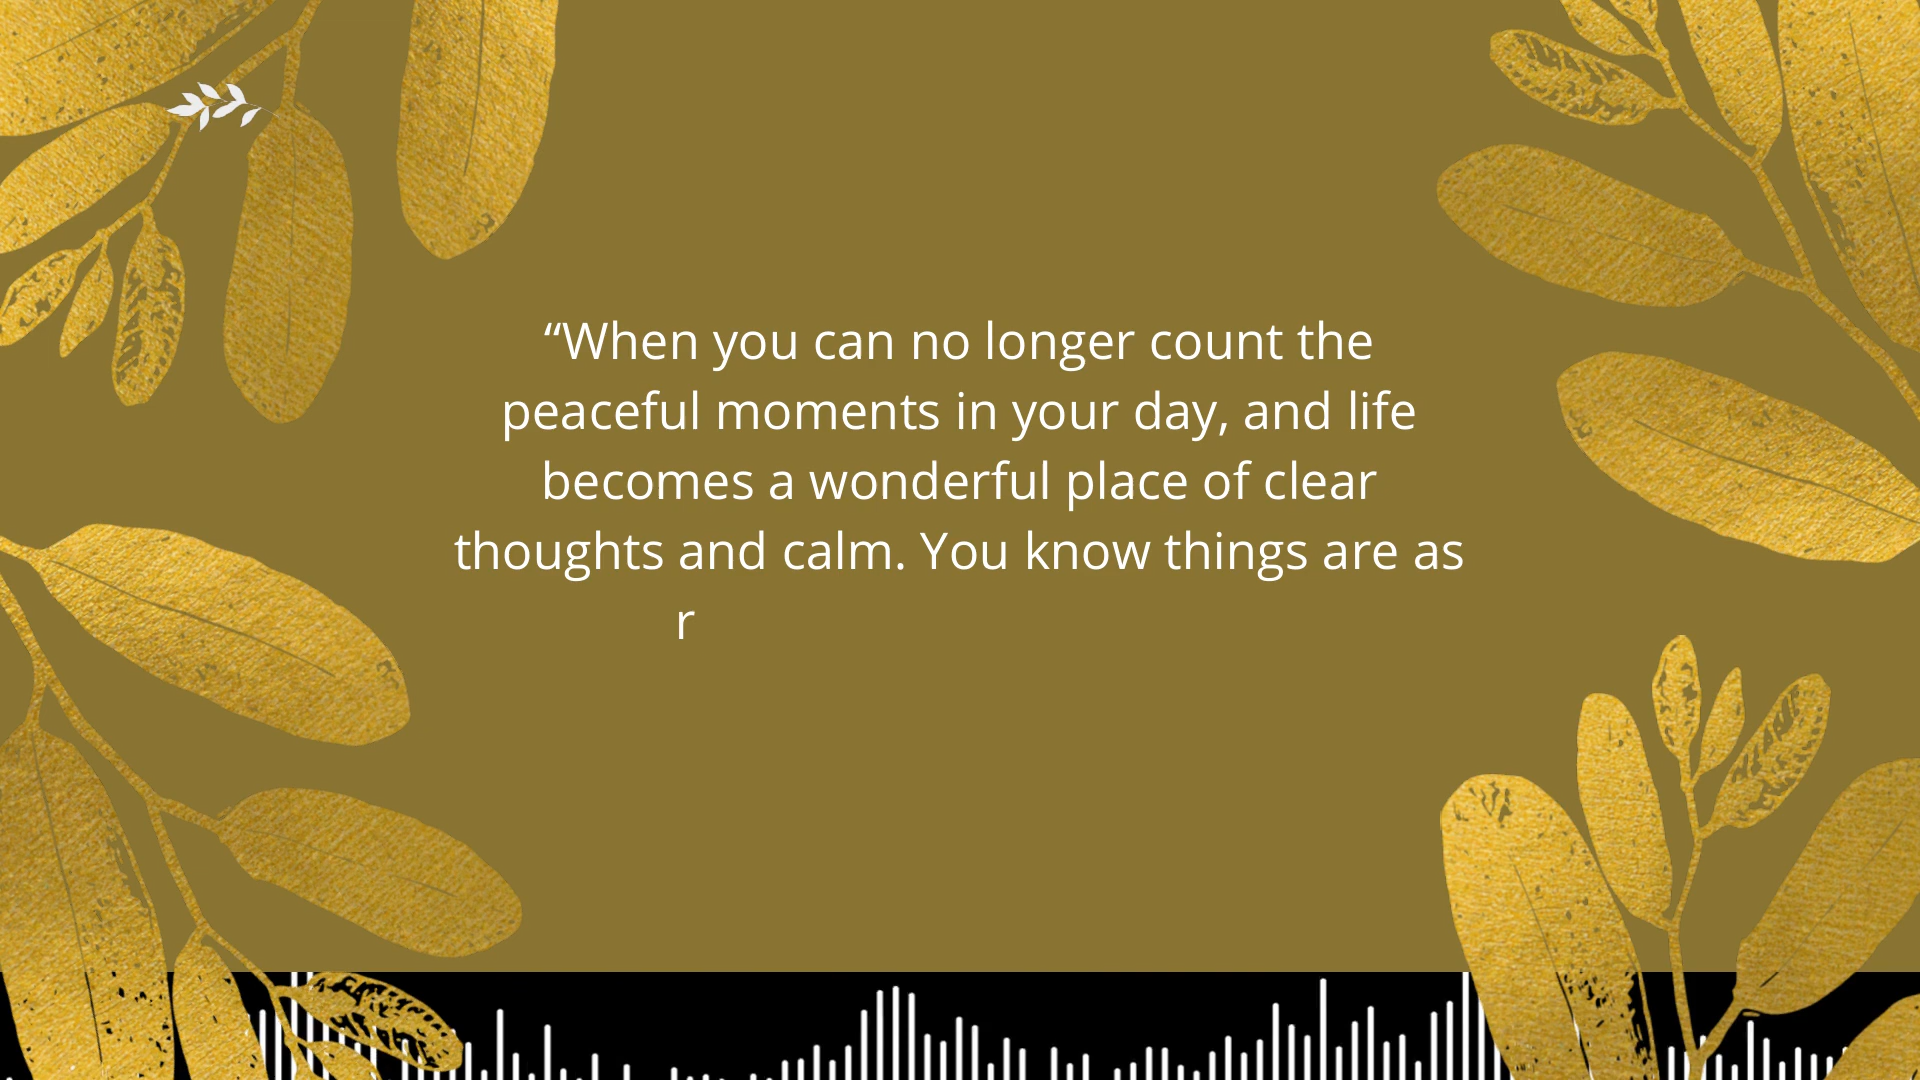 “When you can no longer count the
peaceful moments in your day, and life
becomes a wonderful place of clear
thoughts and calm. You know things are as
r